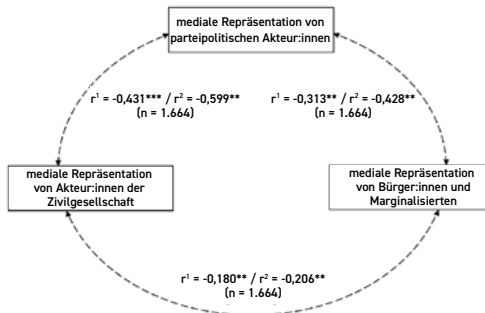 mediale Repräsentation von
parteipolitischen Akteur:innen
r¹ = -0,431*** / r² = -0,599**
(n = 1.664)
r¹ = -0,313** / r² = -0,428**
(n = 1.664)
mediale Repräsentation
von Akteur:innen der
Zivilgesellschaft
mediale Repräsentation
von Bürger:innen und
Marginalisierten
r¹ = -0,180** / r² = -0,206**
(n = 1.664)